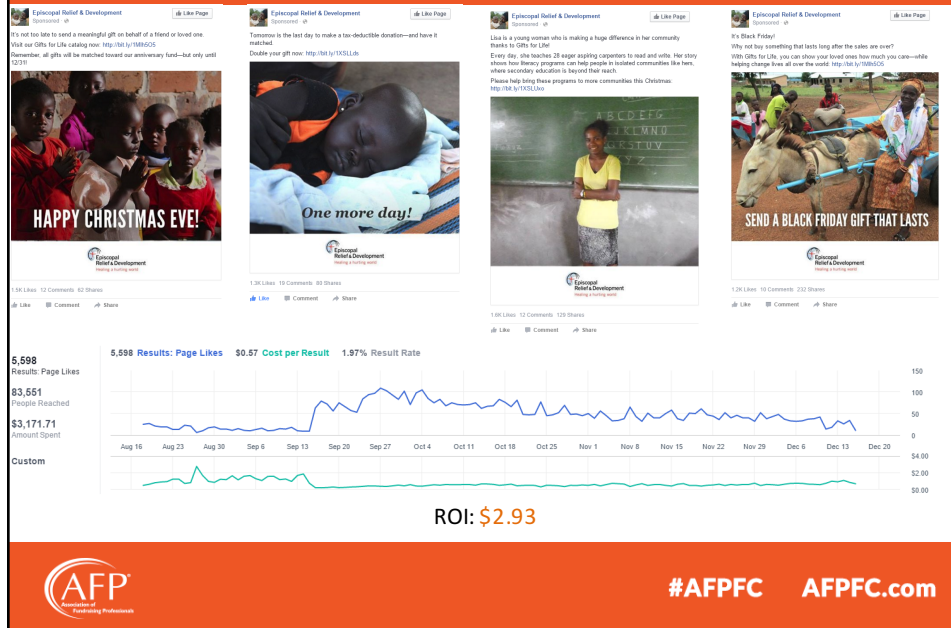 Episcopal Relief & Development
Sponsored
Like Page
It's not too late to send a meaningful gift on behalf of a friend or loved one.
Visit our Gifts for Life catalog now: http://bit.ly/1Mlh5O5
Remember, all gifts will be matched toward our anniversary fund—but only until
12/31!
HAPPY CHRISTMAS EVE!
Episcopal
Relief & Development
Healing a hurting world
1.5K Likes 12 Comments 62 Shares
Like Comment Share
Episcopal Relief & Development
Sponsored
Like Page
Tomorrow is the last day to make a tax-deductible donation—and have it
matched.
Double your gift now: http://bit.ly/1XSLLds
One more day!
Episcopal
Relief & Development
Healing a hurting world
1.3K Likes 19 Comments 80 Shares
Like Comment Share
Episcopal Relief & Development
Sponsored
Like Page
Lisa is a young woman who is making a huge difference in her community
thanks to Gifts for Life!
Every day, she teaches 28 eager aspiring carpenters to read and write. Her story
shows how literacy programs can help people in isolated communities like hers,
where secondary education is beyond their reach.
Please help bring these programs to more communities this Christmas:
http://bit.ly/1XSLUxo
A B C D E F G
J K L M N O
R S T U V
Y Z
Episcopal
Relief & Development
Healing a hurting world
1.6K Likes 12 Comments 129 Shares
Like Comment Share
Episcopal Relief & Development
Sponsored
Like Page
It's Black Friday!
Why not buy something that lasts long after the sales are over?
With Gifts for Life, you can show your loved ones how much you care—while
helping change lives all over the world: http://bit.ly/1Mlh5O5
SEND A BLACK FRIDAY GIFT THAT LASTS
Episcopal
Relief & Development
Healing a hurting world
1.2K Likes 10 Comments 232 Shares
Like Comment Share
5,598
Results: Page Likes
83,551
People Reached
$3,171.71
Amount Spent
Custom
5,598 Results: Page Likes $0.57 Cost per Result 1.97% Result Rate
150
100
50
0
Aug 16 Aug 23 Aug 30 Sep 6 Sep 13 Sep 20 Sep 27 Oct 4 Oct 11 Oct 18 Oct 25 Nov 1 Nov 8 Nov 15 Nov 22 Nov 29 Dec 6 Dec 13 Dec 20
$4.00
$2.00
$0.00
ROI: $2.93
AFP
Association of
Fundraising Professionals
#AFPFC AFPFC.com